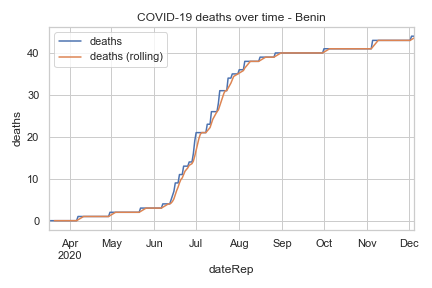 COVID-19 deaths over time - Benin
deaths
deaths (rolling)
deaths
40
30
20
10
0
Apr May Jun Jul Aug Sep Oct Nov Dec
2020
dateRep